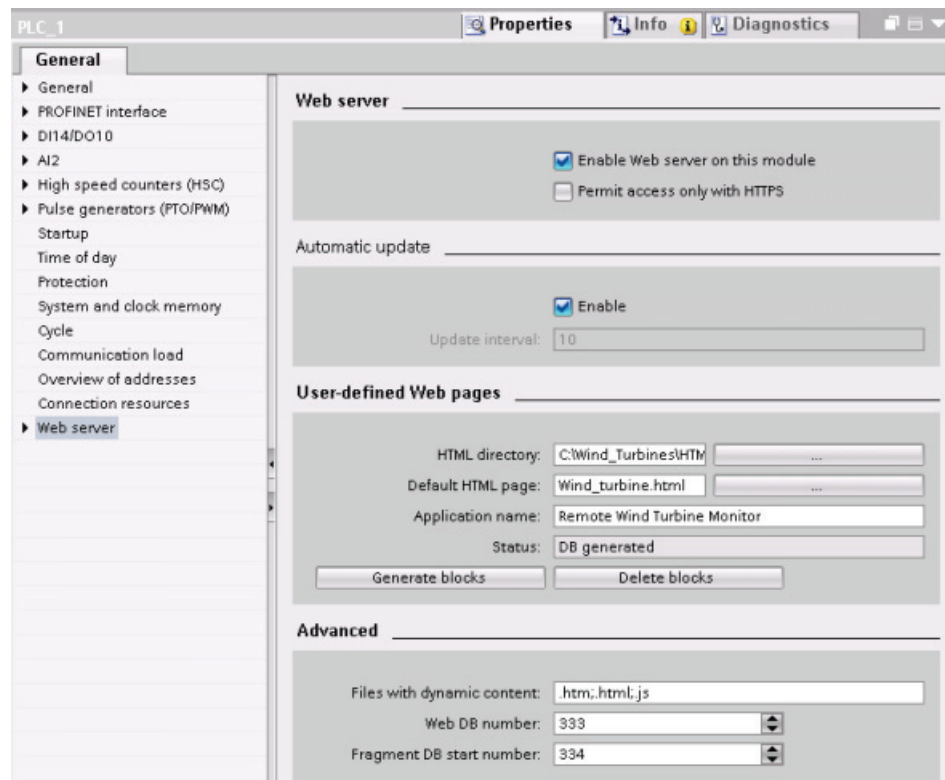 PLC_1
Properties
Info
Diagnostics
General
General
PROFINET interface
DI14/DO10
AI2
High speed counters (HSC)
Pulse generators (PTO/PWM)
Startup
Time of day
Protection
System and clock memory
Cycle
Communication load
Overview of addresses
Connection resources
Web server
Web server
Enable Web server on this module
Permit access only with HTTPS
Automatic update
Enable
Update interval: 10
User-defined Web pages
HTML directory: C:\Wind_Turbines\HTM ...
Default HTML page: Wind_turbine.html ...
Application name: Remote Wind Turbine Monitor
Status: DB generated
Generate blocks Delete blocks
Advanced
Files with dynamic content: .htm;.html;.js
Web DB number: 333
Fragment DB start number: 334